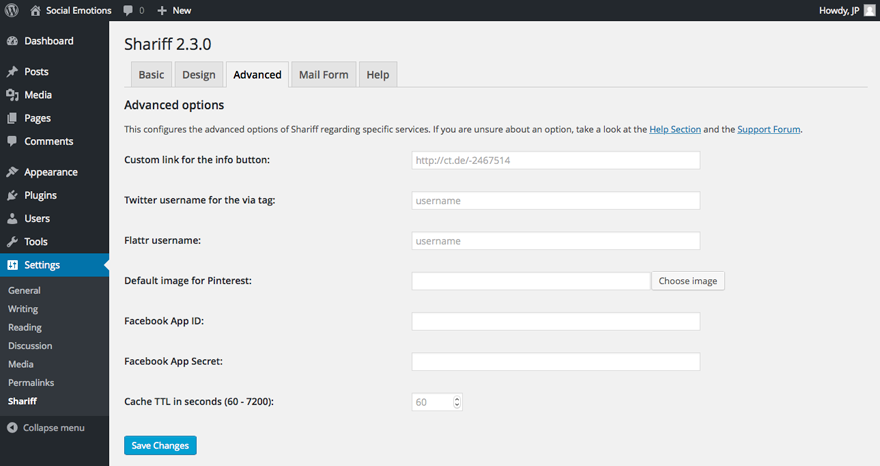 Social Emotions 0 + New Howdy, JP
Dashboard
Posts
Media
Pages
Comments
Appearance
Plugins
Users
Tools
Settings
General
Writing
Reading
Discussion
Media
Permalinks
Shariff
Collapse menu
Shariff 2.3.0
Basic Design Advanced Mail Form Help
Advanced options
This configures the advanced options of Shariff regarding specific services. If you are unsure about an option, take a look at the Help Section and the Support Forum.
Custom link for the info button: http://ct.de/-2467514
Twitter username for the via tag: username
Flattr username: username
Default image for Pinterest: Choose image
Facebook App ID:
Facebook App Secret:
Cache TTL in seconds (60 - 7200): 60
Save Changes